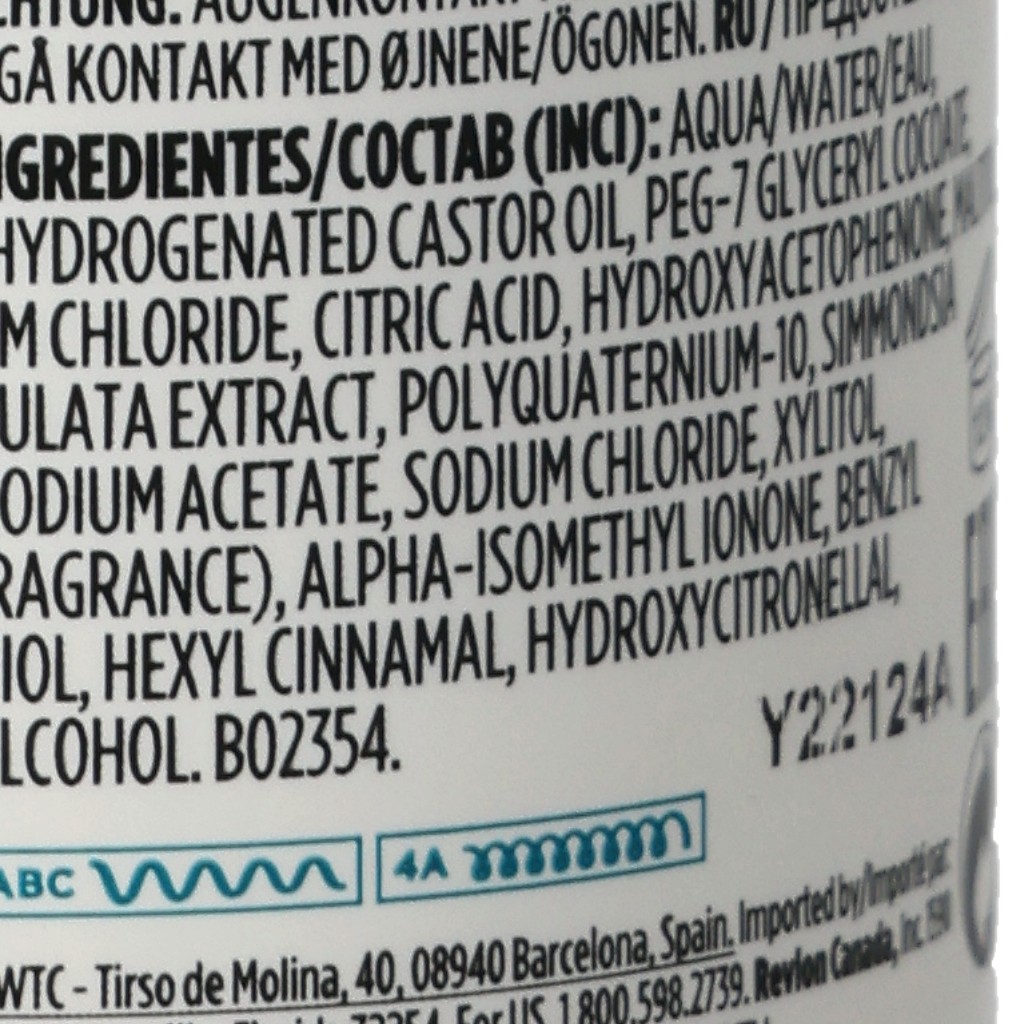 GÅ KONTAKT MED ØJNENE/ÖGONEN. RU/
INGREDIENTES/COCTAB (INCI): AQUA/WATER/EAU,
HYDROGENATED CASTOR OIL, PEG-7 GLYCERYL COCOATE,
M CHLORIDE, CITRIC ACID, HYDROXYACETOPHENONE,
ULATA EXTRACT, POLYQUATERNIUM-10, SIMMONDSIA
ODIUM ACETATE, SODIUM CHLORIDE, XYLITOL,
RAGRANCE), ALPHA-ISOMETHYL IONONE, BENZYL
IOL, HEXYL CINNAMAL, HYDROXYCITRONELLAL,
LCOHOL. B02354.
Y22124A
ABC
4A
WTC - Tirso de Molina, 40, 08940 Barcelona, Spain. Imported by/Importé par:
For US 1.800.598.2739. Revlon Canada, Inc.